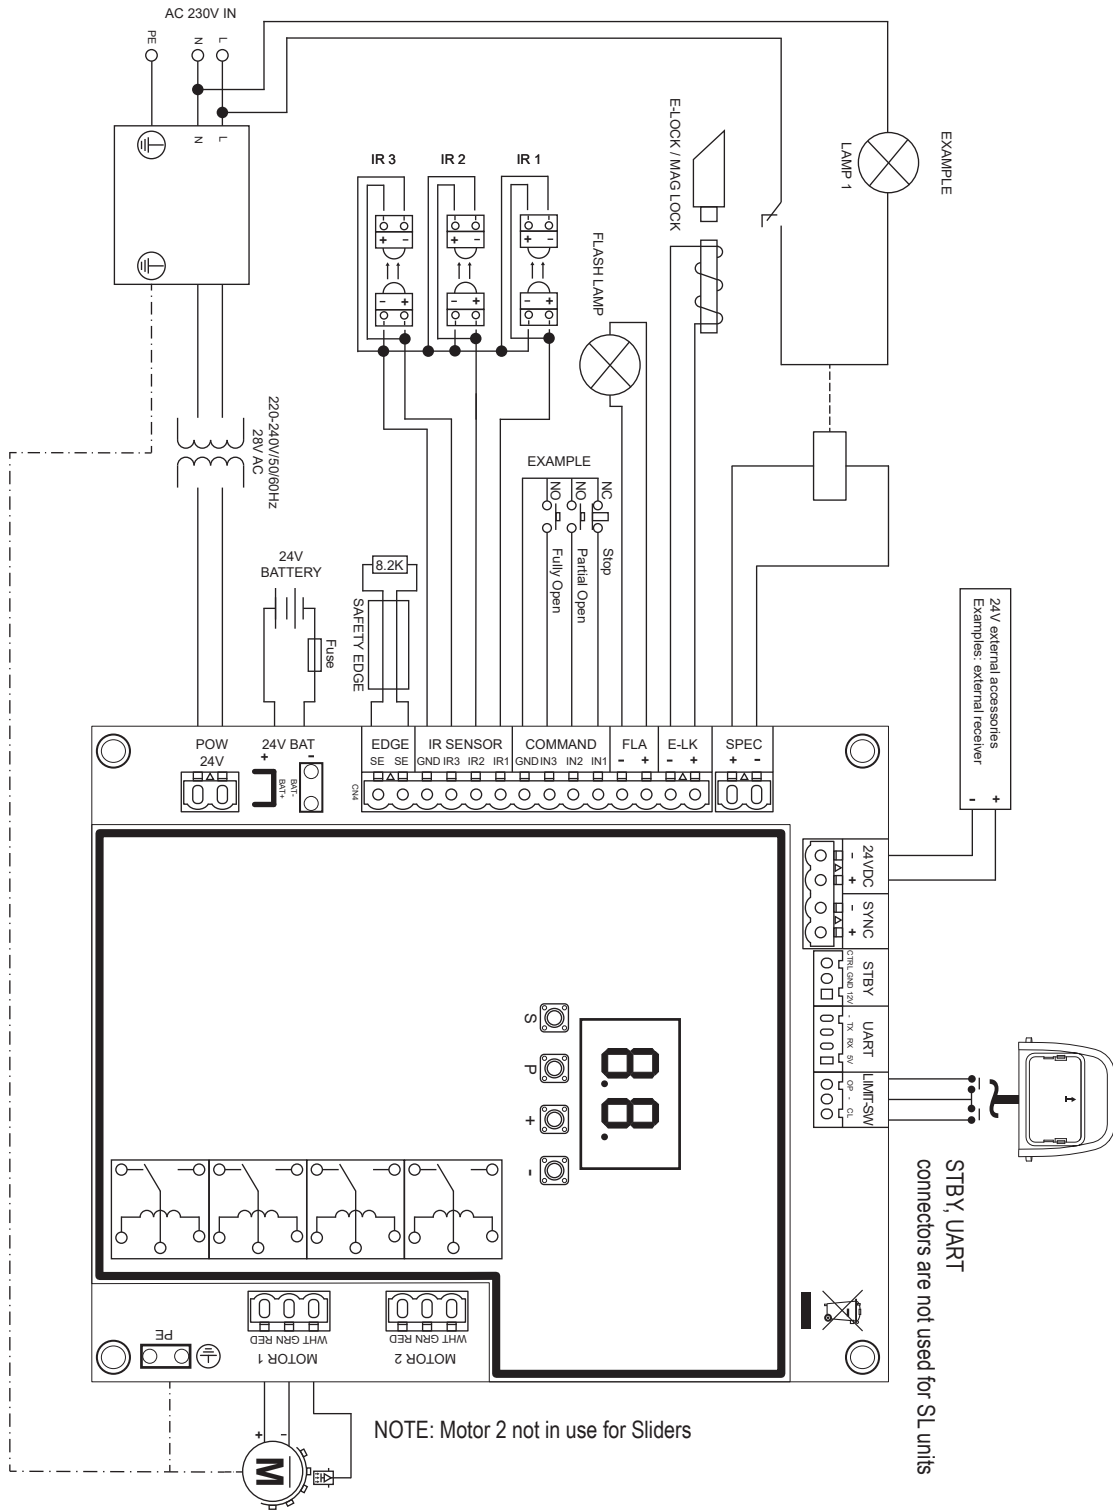 AC 230V IN
PE
N
L
N
L
EXAMPLE
LAMP 1
E-LOCK / MAG LOCK
IR 3
IR 2
IR 1
+ -
+ -
+ -
- +
- +
- +
FLASH LAMP
220-240V/50/60Hz
28V AC
EXAMPLE
NO
NO
NC
Fully Open
Partial Open
Stop
24V
BATTERY
Fuse
8.2K
SAFETY EDGE
24V external accessories
Examples: external receiver
- +
POW
24V
24V BAT
+ -
BAT+
BAT-
EDGE
SE SE
IR SENSOR
GND IR3 IR2 IR1
COMMAND
GND IN3 IN2 IN1
FLA
- +
E-LK
- +
SPEC
+ -
CN4
24VDC
- +
SYNC
- +
STBY
CTRL GND 12V
UART
- TX RX 5V
LIMIT-SW
OP - CL
STBY, UART
connectors are not used for SL units
8.8.
S
P
+
-
PE
WHT GRN RED
MOTOR 1
WHT GRN RED
MOTOR 2
+ -
M
NOTE: Motor 2 not in use for Sliders